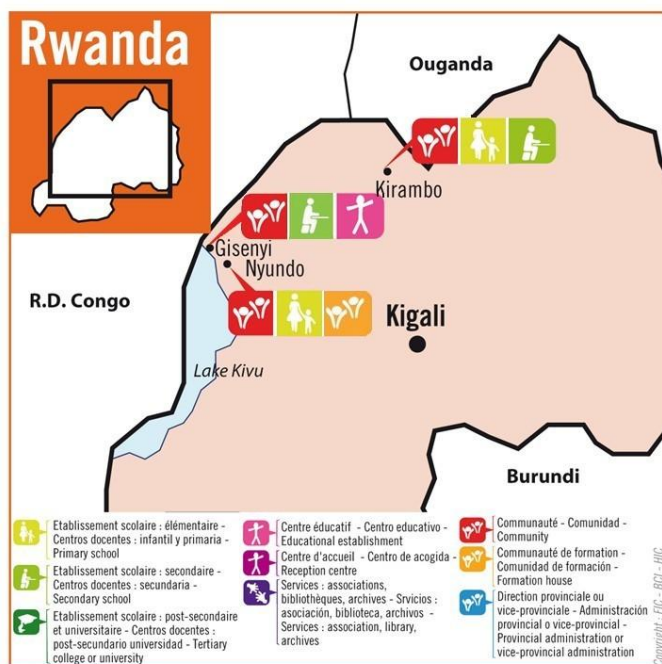 Rwanda
Ouganda
Kirambo
Gisenyi
Nyundo
R.D. Congo
Kigali
Lake Kivu
Burundi
Etablissement scolaire : élémentaire -
Centros docentes : infantil y primaria -
Primary school
Etablissement scolaire : secondaire -
Centros docentes : secundaria -
Secondary school
Etablissement scolaire : post-secondaire
et universitaire - Centros docentes :
post-secundario universidad - Tertiary
college or university
Centre éducatif - Centro educativo -
Educational establishment
Centre d'accueil - Centro de acogida -
Reception centre
Services : associations,
bibliothèques, archives - Srvicios :
asociación, biblioteca, archivos -
Services : association, library,
archives
Communauté - Comunidad -
Community
Communauté de formation -
Comunidad de formación -
Formation house
Direction provinciale ou
vice-provinciale - Administración
provincial o vice-provincial -
Provincial administration or
vice-provincial administration
Copyright : FIC - BCI - HIC